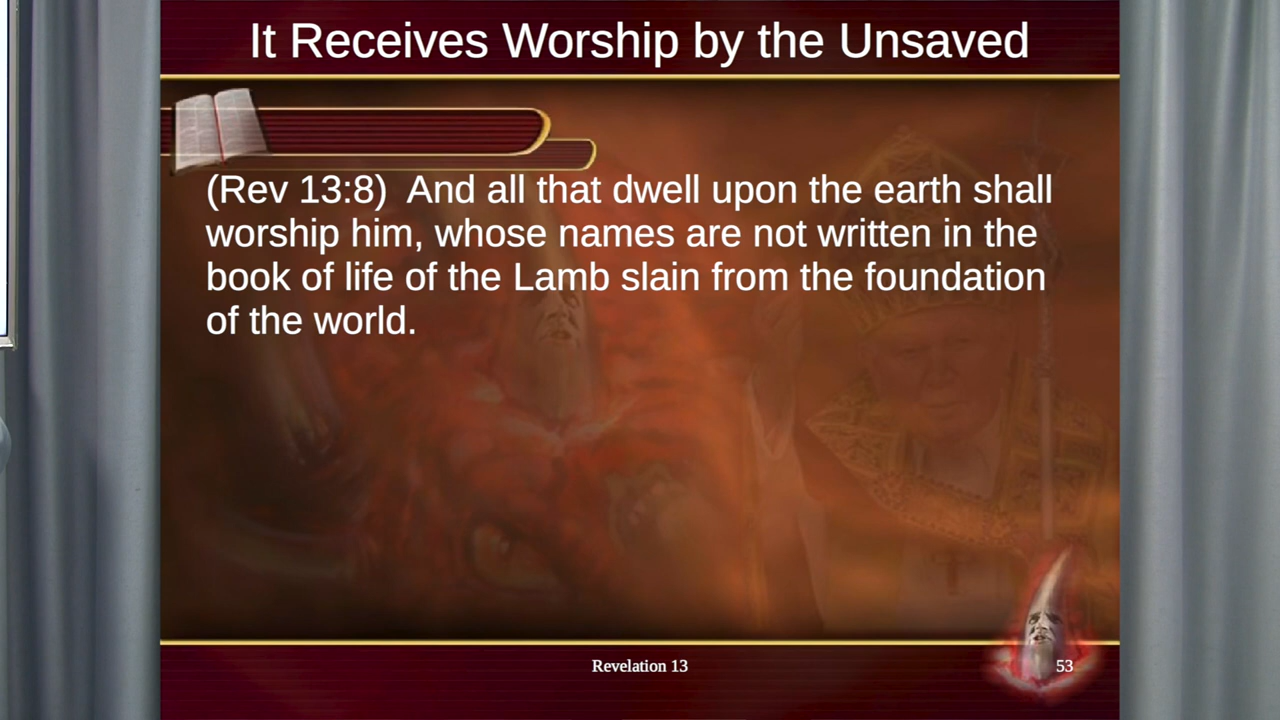 It Receives Worship by the Unsaved
(Rev 13:8)  And all that dwell upon the earth shall
worship him, whose names are not written in the
book of life of the Lamb slain from the foundation
of the world.
Revelation 13
53